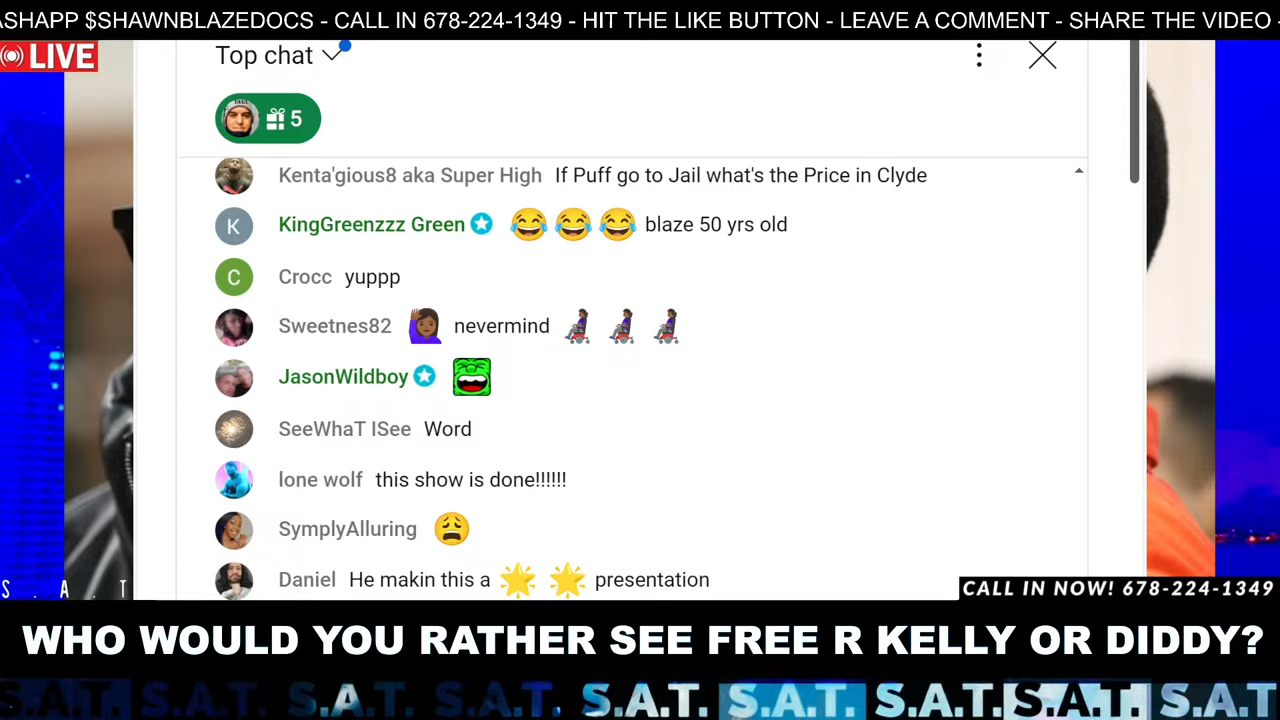 ASHAPP $SHAWNBLAZEDOCS - CALL IN 678-224-1349 - HIT THE LIKE BUTTON - LEAVE A COMMENT - SHARE THE VIDEO -
LIVE
Top chat
5
Kenta'gious8 aka Super High If Puff go to Jail what's the Price in Clyde
KingGreenzzz Green 😂 😂 😂 blaze 50 yrs old
K
C
Crocc yuppp
Sweetnes82 🙋🏾‍♀️ nevermind 👩🏾‍🦼 👩🏾‍🦼 👩🏾‍🦼
JasonWildboy
SeeWhaT ISee Word
lone wolf this show is done!!!!!!
SymplyAlluring 😩
Daniel He makin this a 🌟 🌟 presentation
S . A . T
CALL IN NOW! 678-224-1349
WHO WOULD YOU RATHER SEE FREE R KELLY OR DIDDY?
S.A.T. S.A.T. S.A.T. S.A.T. S.A.T. S.A.T. S.A.T. S.A.T. S.A.T